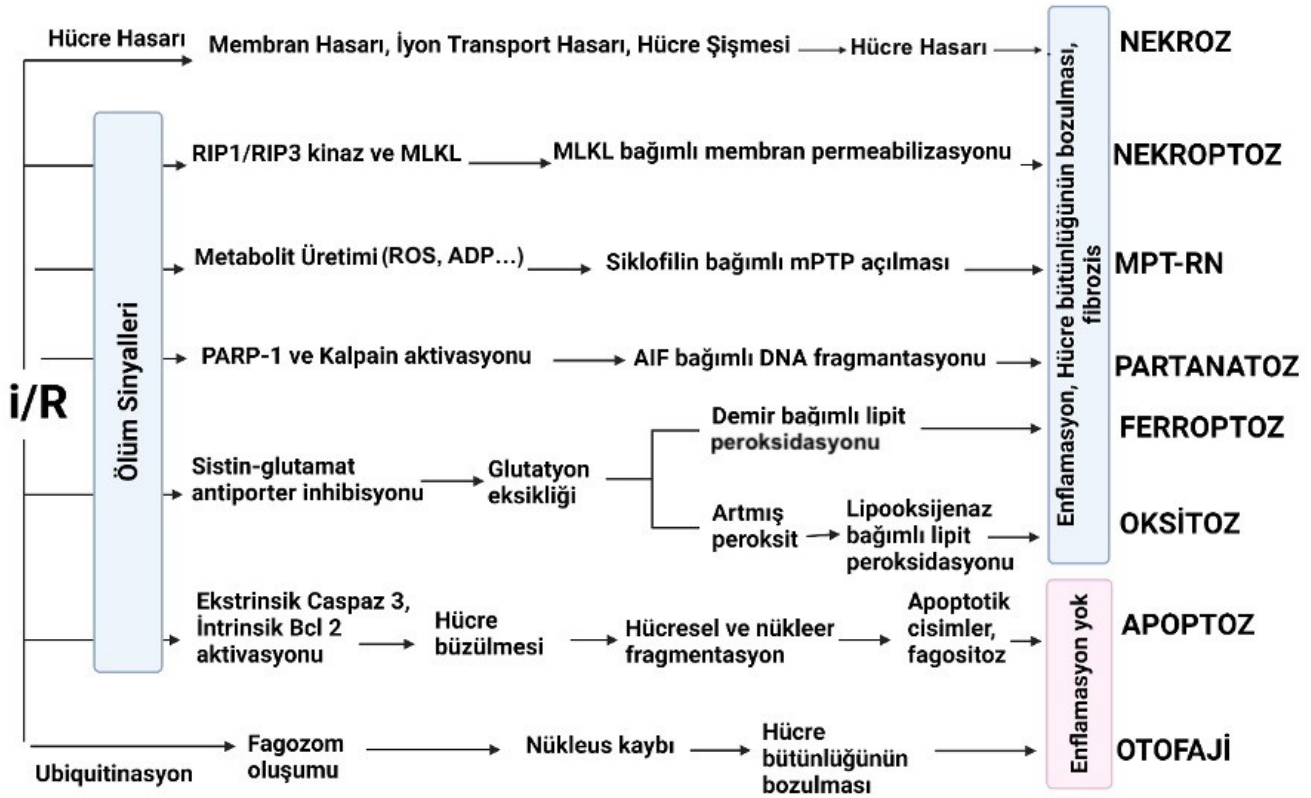 Hücre Hasarı
Membran Hasarı, İyon Transport Hasarı, Hücre Şişmesi
Hücre Hasarı
NEKROZ
RIP1/RIP3 kinaz ve MLKL
MLKL bağımlı membran permeabilizasyonu
NEKROPTOZ
Metabolit Üretimi (ROS, ADP...)
Siklofilin bağımlı mPTP açılması
MPT-RN
PARP-1 ve Kalpain aktivasyonu
AIF bağımlı DNA fragmantasyonu
PARTANATOZ
i/R
Ölüm Sinyalleri
Sistin-glutamat
antiporter inhibisyonu
Glutatyon
eksikliği
Demir bağımlı lipit
peroksidasyonu
FERROPTOZ
Artmış
peroksit
Lipooksijenaz
bağımlı lipit
peroksidasyonu
OKSİTOZ
Enflamasyon, Hücre bütünlüğünün bozulması,
fibrozis
Ekstrinsik Caspaz 3,
İntrinsik Bcl 2
aktivasyonu
Hücre
büzülmesi
Hücresel ve nükleer
fragmentasyon
Apoptotik
cisimler,
fagositoz
APOPTOZ
Ubiquitinasyon
Fagozom
oluşumu
Nükleus kaybı
Hücre
bütünlüğünün
bozulması
OTOFAJİ
Enflamasyon yok